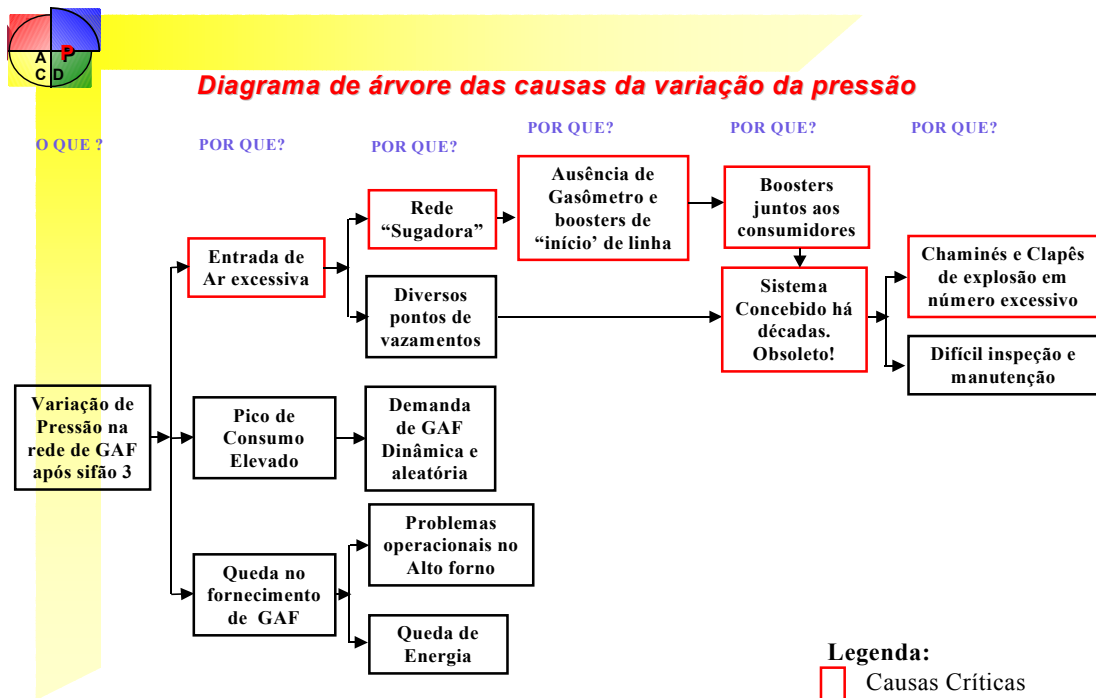 A P
C D
Diagrama de árvore das causas da variação da pressão
O QUE ?
POR QUE?
POR QUE?
POR QUE?
POR QUE?
POR QUE?
Variação de
Pressão na
rede de GAF
após sifão 3
Entrada de
Ar excessiva
Pico de
Consumo
Elevado
Queda no
fornecimento
de GAF
Rede
“Sugadora”
Diversos
pontos de
vazamentos
Demanda
de GAF
Dinâmica e
aleatória
Problemas
operacionais no
Alto forno
Queda de
Energia
Ausência de
Gasômetro e
boosters de
“início’ de linha
Boosters
juntos aos
consumidores
Sistema
Concebido há
décadas.
Obsoleto!
Chaminés e Clapês
de explosão em
número excessivo
Difícil inspeção e
manutenção
Legenda:
Causas Críticas